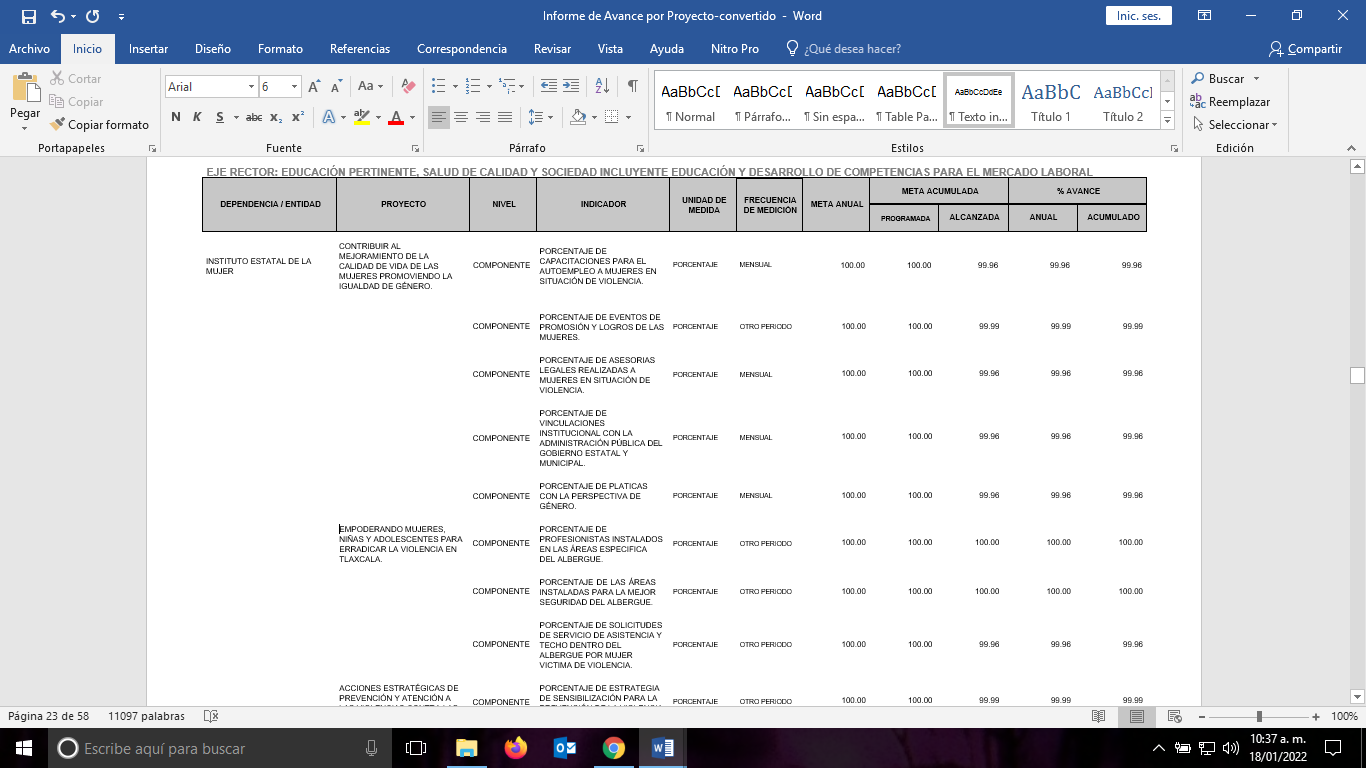 Informe de Avance por Proyecto-convertido - Word
Inic. ses.
Archivo Inicio Insertar Diseño Formato Referencias Correspondencia Revisar Vista Ayuda Nitro Pro ¿Qué desea hacer? Compartir
Pegar
Cortar
Copiar
Copiar formato
Portapapeles
Arial 6
N K S abc x₂ x²
Fuente
Párrafo
AaBbCcD AaBbCcD AaBbCcD AaBbCcD AaBbCcDdEe AaBbC AaBbCcI
¶ Normal ¶ Párrafo... ¶ Sin espa... ¶ Table Pa... ¶ Texto in... Título 1 Título 2
Estilos
Buscar
Reemplazar
Seleccionar
Edición
EJE RECTOR: EDUCACIÓN PERTINENTE, SALUD DE CALIDAD Y SOCIEDAD INCLUYENTE EDUCACIÓN Y DESARROLLO DE COMPETENCIAS PARA EL MERCADO LABORAL
DEPENDENCIA / ENTIDAD
PROYECTO
NIVEL
INDICADOR
UNIDAD DE
MEDIDA
FRECUENCIA
DE MEDICIÓN
META ANUAL
META ACUMULADA
PROGRAMADA ALCANZADA
% AVANCE
ANUAL ACUMULADO
INSTITUTO ESTATAL DE LA
MUJER
CONTRIBUIR AL
MEJORAMIENTO DE LA
CALIDAD DE VIDA DE LAS
MUJERES PROMOVIENDO LA
IGUALDAD DE GÉNERO.
COMPONENTE
PORCENTAJE DE
CAPACITACIONES PARA EL
AUTOEMPLEO A MUJERES EN
SITUACIÓN DE VIOLENCIA.
PORCENTAJE MENSUAL 100.00 100.00 99.96 99.96 99.96
COMPONENTE
PORCENTAJE DE EVENTOS DE
PROMOSIÓN Y LOGROS DE LAS
MUJERES.
PORCENTAJE OTRO PERIODO 100.00 100.00 99.99 99.99 99.99
COMPONENTE
PORCENTAJE DE ASESORIAS
LEGALES REALIZADAS A
MUJERES EN SITUACIÓN DE
VIOLENCIA.
PORCENTAJE MENSUAL 100.00 100.00 99.96 99.96 99.96
COMPONENTE
PORCENTAJE DE
VINCULACIONES
INSTITUCIONAL CON LA
ADMINISTRACIÓN PÚBLICA DEL
GOBIERNO ESTATAL Y
MUNICIPAL.
PORCENTAJE MENSUAL 100.00 100.00 99.96 99.96 99.96
COMPONENTE
PORCENTAJE DE PLATICAS
CON LA PERSPECTIVA DE
GÉNERO.
PORCENTAJE MENSUAL 100.00 100.00 99.96 99.96 99.96
EMPODERANDO MUJERES,
NIÑAS Y ADOLESCENTES PARA
ERRADICAR LA VIOLENCIA EN
TLAXCALA.
COMPONENTE
PORCENTAJE DE
PROFESIONISTAS INSTALADOS
EN LAS ÁREAS ESPECIFICA
DEL ALBERGUE.
PORCENTAJE OTRO PERIODO 100.00 100.00 100.00 100.00 100.00
COMPONENTE
PORCENTAJE DE LAS ÁREAS
INSTALADAS PARA LA MEJOR
SEGURIDAD DEL ALBERGUE.
PORCENTAJE OTRO PERIODO 100.00 100.00 100.00 100.00 100.00
COMPONENTE
PORCENTAJE DE SOLICITUDES
DE SERVICIO DE ASISTENCIA Y
TECHO DENTRO DEL
ALBERGUE POR MUJER
VICTIMA DE VIOLENCIA.
PORCENTAJE OTRO PERIODO 100.00 100.00 99.96 99.96 99.96
ACCIONES ESTRATÉGICAS DE
PREVENCIÓN Y ATENCIÓN A
COMPONENTE
PORCENTAJE DE ESTRATEGIA
DE SENSIBILIZACIÓN PARA LA
PORCENTAJE OTRO PERIODO 100.00 100.00 99.99 99.99 99.99
Página 23 de 58 11097 palabras 100%
Escribe aquí para buscar
10:37 a. m.
18/01/2022